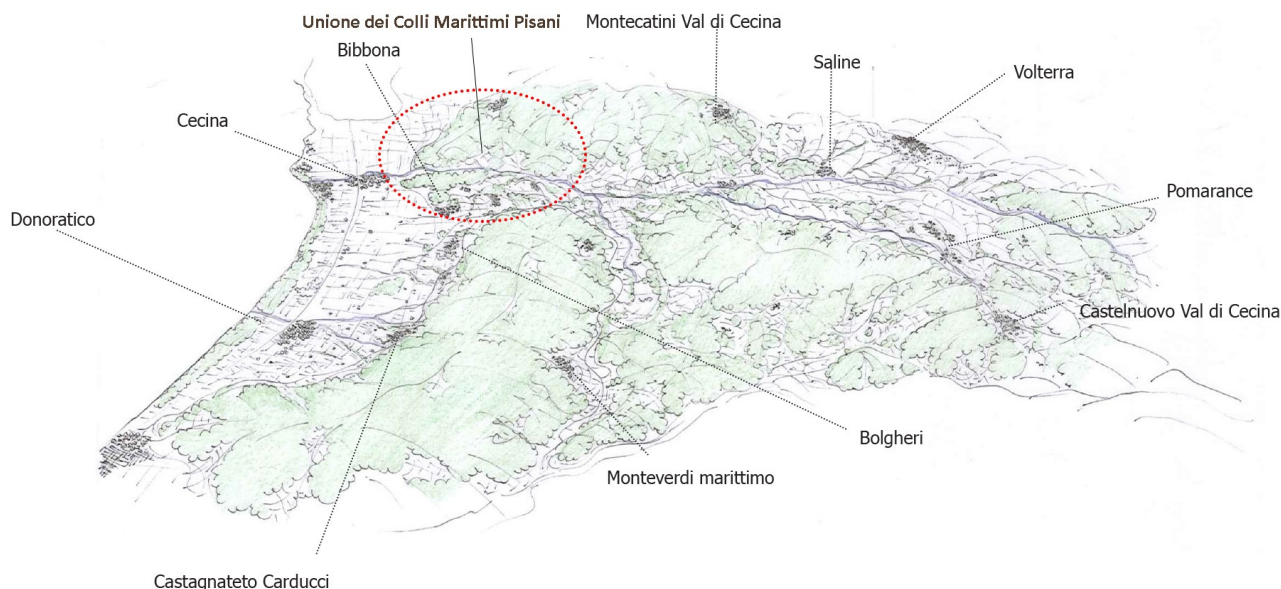 Unione dei Colli Marittimi Pisani
Montecatini Val di Cecina
Bibbona
Saline
Volterra
Cecina
Pomarance
Donoratico
Castelnuovo Val di Cecina
Bolgheri
Monteverdi marittimo
Castagnateto Carducci